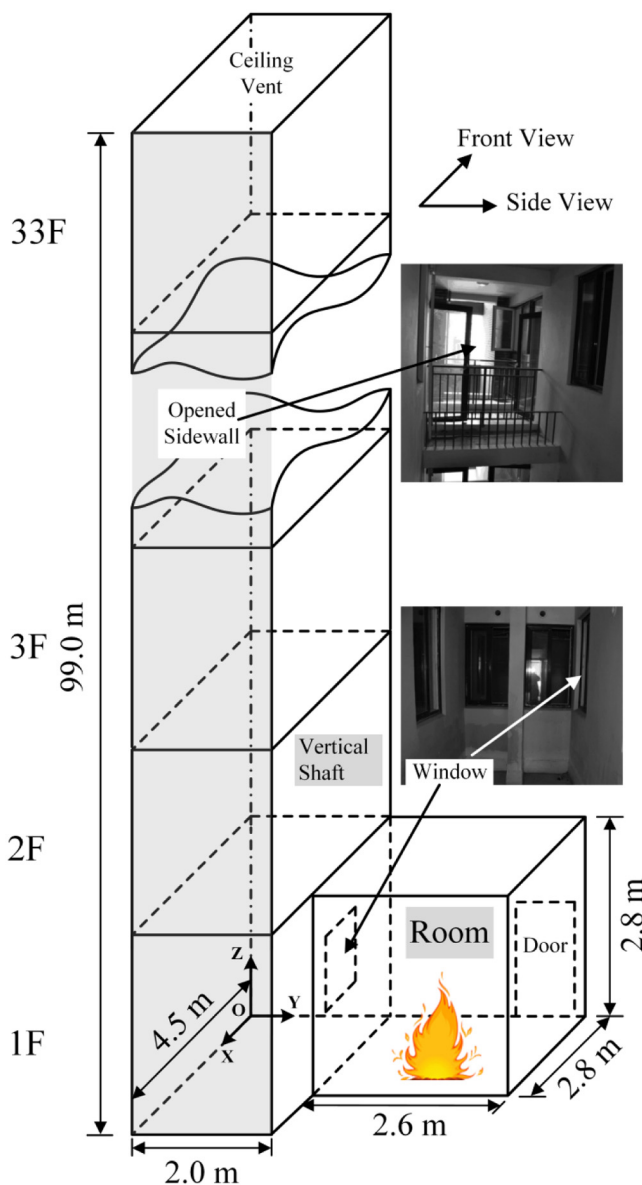 Ceiling
Vent
Front View
Side View
33F
Opened
Sidewall
99.0 m
3F
Vertical
Shaft
Window
2F
2.8 m
Room
Door
Z
4.5 m
O
Y
X
1F
2.8 m
2.6 m
2.0 m